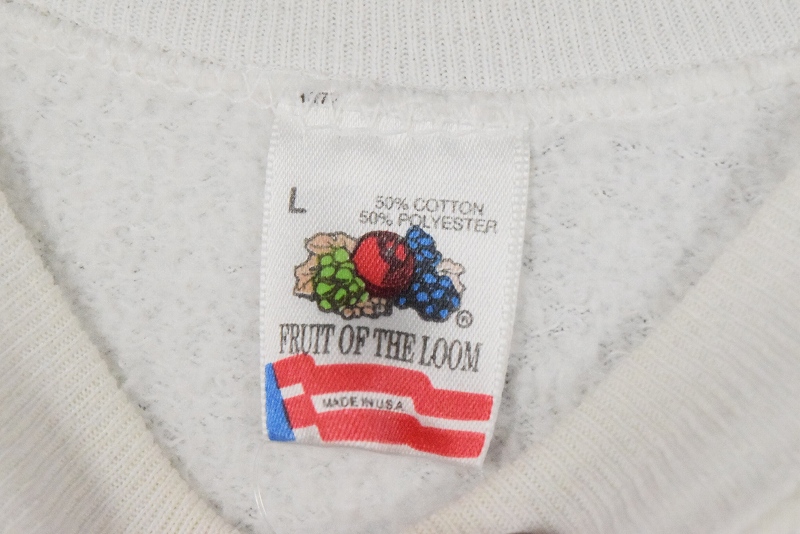 L
50% COTTON
50% POLYESTER
®
FRUIT OF THE LOOM
MADE IN U.S.A.